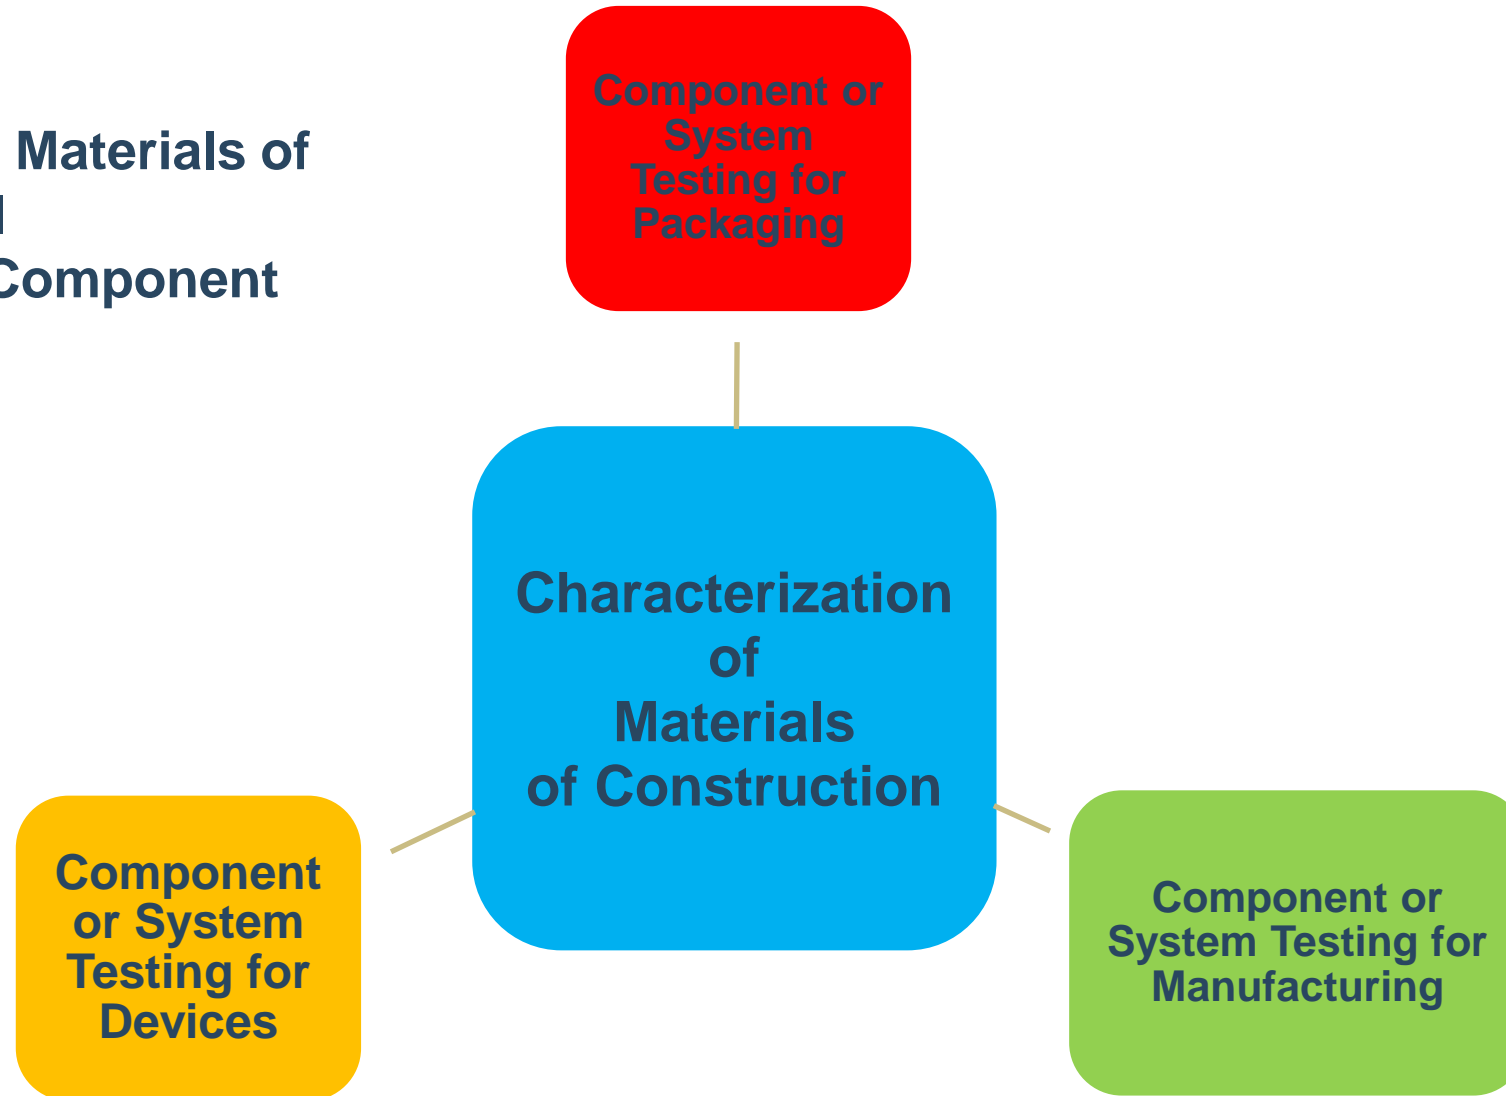 Component or
System
Testing for
Packaging
Materials of
Component
Characterization
of
Materials
of Construction
Component
or System
Testing for
Devices
Component or
System Testing for
Manufacturing